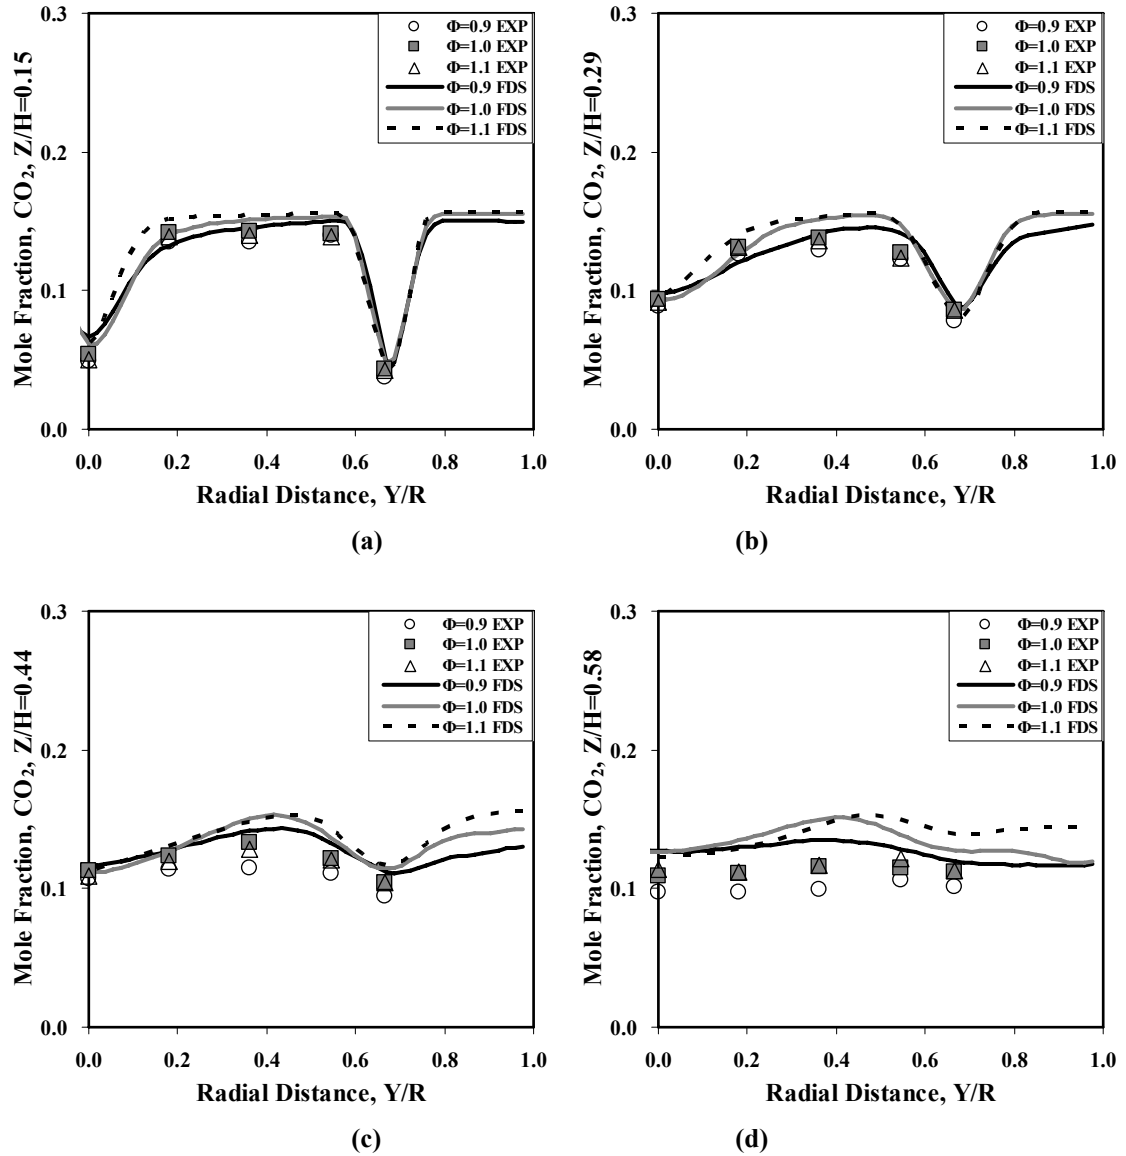 Mole Fraction, CO₂, Z/H=0.15
0.3
0.2
0.1
0.0
Φ=0.9 EXP
Φ=1.0 EXP
Φ=1.1 EXP
Φ=0.9 FDS
Φ=1.0 FDS
Φ=1.1 FDS
0.0 0.2 0.4 0.6 0.8 1.0
Radial Distance, Y/R
(a)
Mole Fraction, CO₂, Z/H=0.29
0.3
0.2
0.1
0.0
Φ=0.9 EXP
Φ=1.0 EXP
Φ=1.1 EXP
Φ=0.9 FDS
Φ=1.0 FDS
Φ=1.1 FDS
0.0 0.2 0.4 0.6 0.8 1.0
Radial Distance, Y/R
(b)
Mole Fraction, CO₂, Z/H=0.44
0.3
0.2
0.1
0.0
Φ=0.9 EXP
Φ=1.0 EXP
Φ=1.1 EXP
Φ=0.9 FDS
Φ=1.0 FDS
Φ=1.1 FDS
0.0 0.2 0.4 0.6 0.8 1.0
Radial Distance, Y/R
(c)
Mole Fraction, CO₂, Z/H=0.58
0.3
0.2
0.1
0.0
Φ=0.9 EXP
Φ=1.0 EXP
Φ=1.1 EXP
Φ=0.9 FDS
Φ=1.0 FDS
Φ=1.1 FDS
0.0 0.2 0.4 0.6 0.8 1.0
Radial Distance, Y/R
(d)